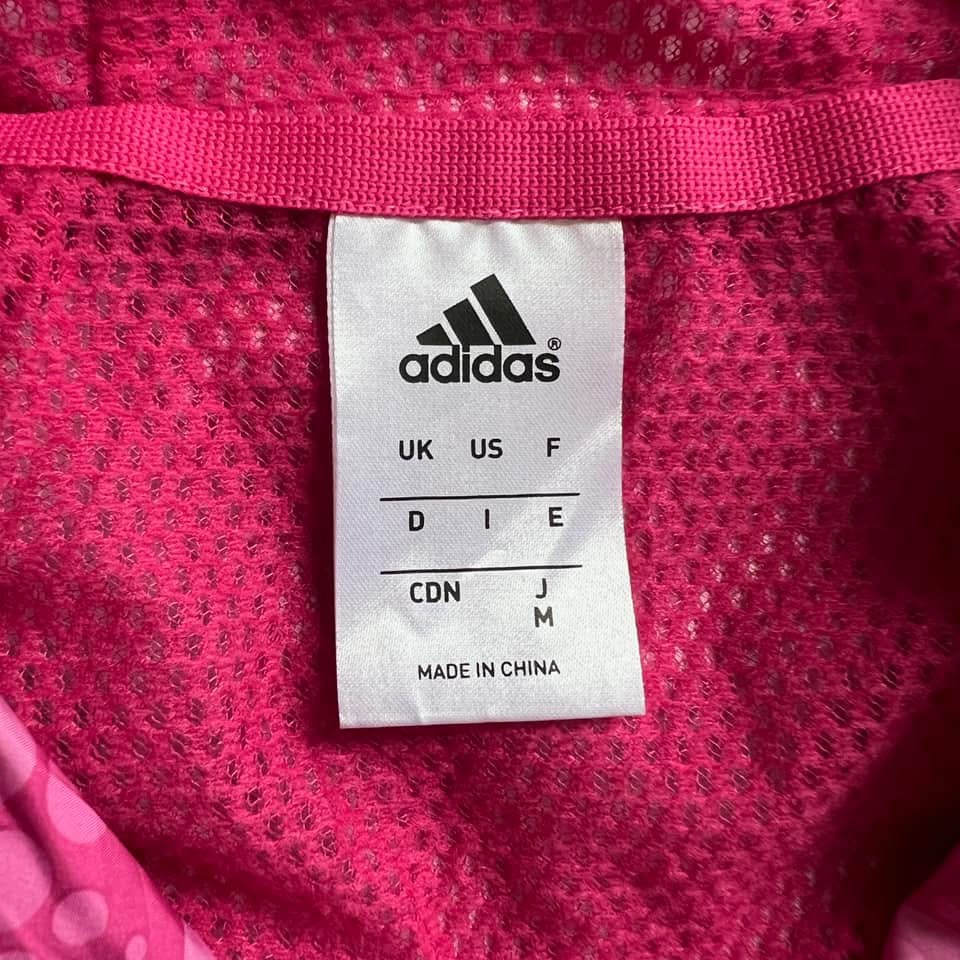 adidas®
UK US F
D I E
CDN J
M
MADE IN CHINA